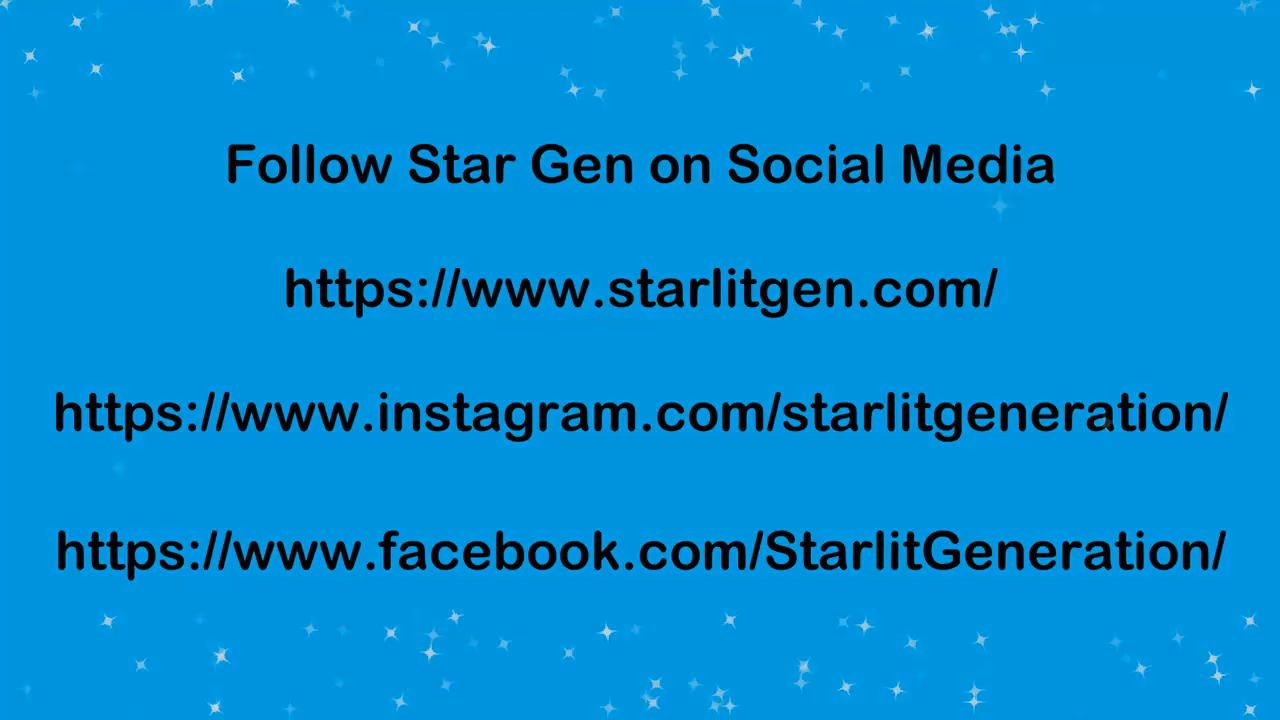 Follow Star Gen on Social Media
https://www.starlitgen.com/
https://www.instagram.com/starlitgeneration/
https://www.facebook.com/StarlitGeneration/